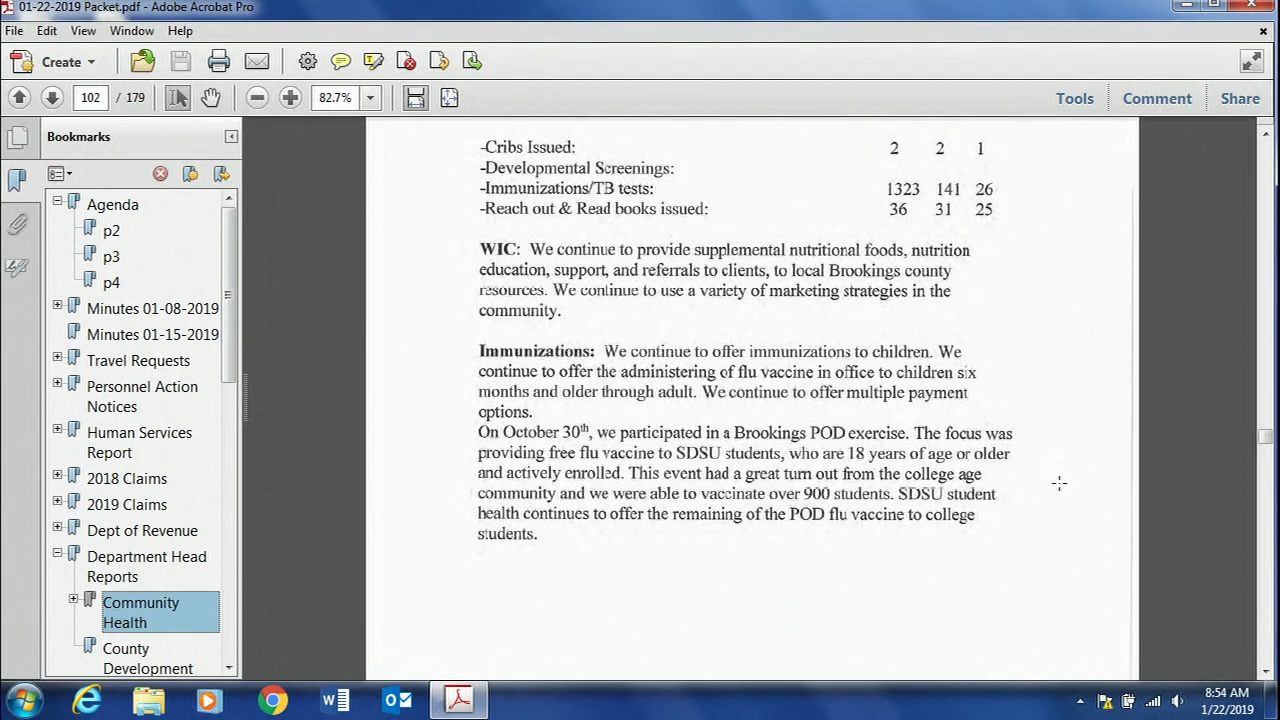 01-22-2019 Packet.pdf - Adobe Acrobat Pro
File Edit View Window Help
Create
102 / 179 82.7% Tools Comment Share
Bookmarks
Agenda
p2
p3
p4
Minutes 01-08-2019
Minutes 01-15-2019
Travel Requests
Personnel Action
Notices
Human Services
Report
2018 Claims
2019 Claims
Dept of Revenue
Department Head
Reports
Community
Health
County
Development
-Cribs Issued: 2 2 1
-Developmental Screenings:
-Immunizations/TB tests: 1323 141 26
-Reach out & Read books issued: 36 31 25
WIC: We continue to provide supplemental nutritional foods, nutrition
education, support, and referrals to clients, to local Brookings county
resources. We continue to use a variety of marketing strategies in the
community.
Immunizations: We continue to offer immunizations to children. We
continue to offer the administering of flu vaccine in office to children six
months and older through adult. We continue to offer multiple payment
options.
On October 30th, we participated in a Brookings POD exercise. The focus was
providing free flu vaccine to SDSU students, who are 18 years of age or older
and actively enrolled. This event had a great turn out from the college age
community and we were able to vaccinate over 900 students. SDSU student
health continues to offer the remaining of the POD flu vaccine to college
students.
8:54 AM
1/22/2019